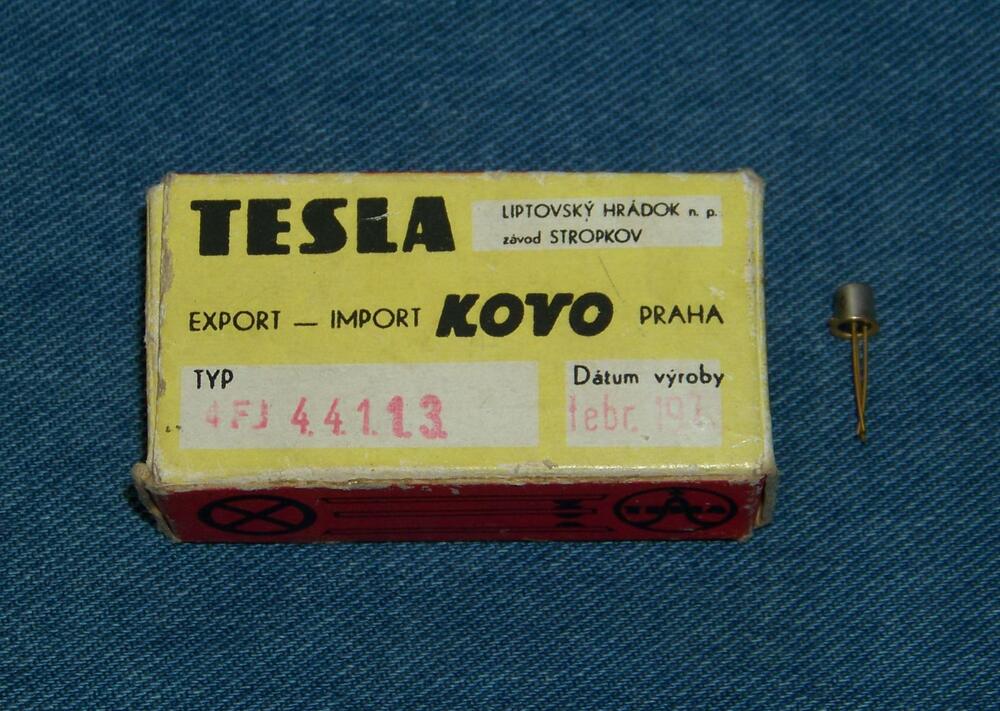 TESLA
LIPTOVSKÝ HRÁDOK n. p.
závod STROPKOV
EXPORT — IMPORT KOVO PRAHA
TYP
4FJ 44113
Dátum výroby
febr.